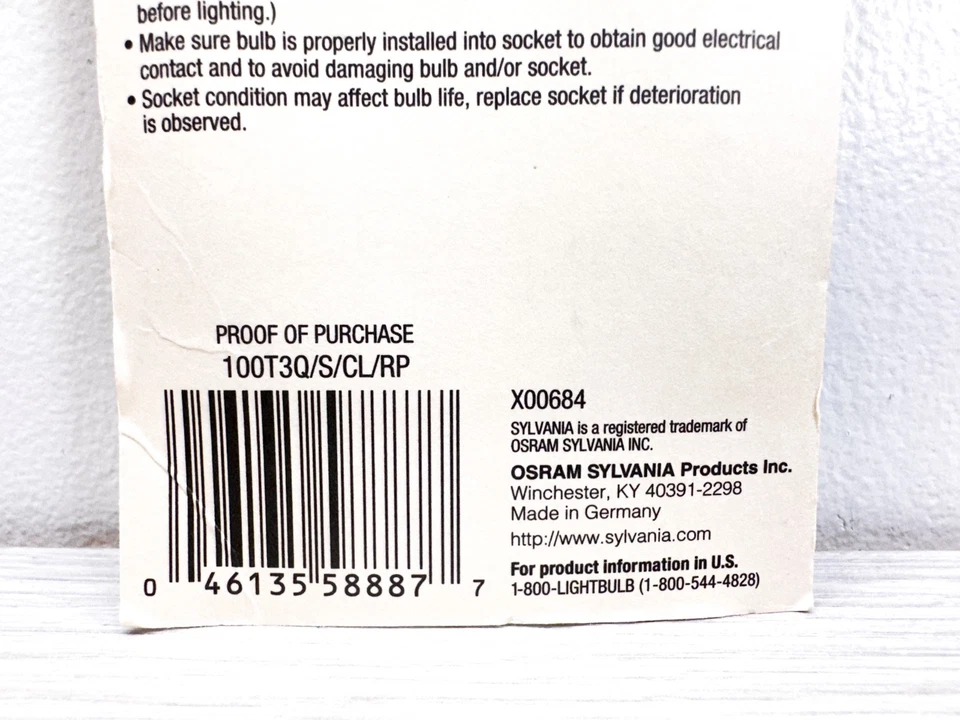 before lighting.)
• Make sure bulb is properly installed into socket to obtain good electrical
contact and to avoid damaging bulb and/or socket.
• Socket condition may affect bulb life, replace socket if deterioration
is observed.
PROOF OF PURCHASE
100T3Q/S/CL/RP
0 46135 58887 7
X00684
SYLVANIA is a registered trademark of
OSRAM SYLVANIA INC.
OSRAM SYLVANIA Products Inc.
Winchester, KY 40391-2298
Made in Germany
http://www.sylvania.com
For product information in U.S.
1-800-LIGHTBULB (1-800-544-4828)